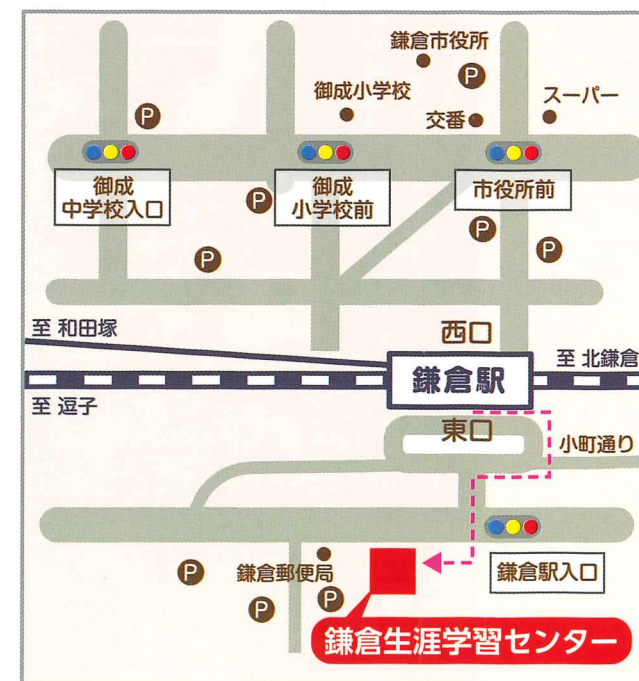 鎌倉市役所
P
御成小学校
スーパー
P
交番
御成
中学校入口
御成
小学校前
市役所前
P
P
P
P
至 和田塚
西口
至 北鎌倉
鎌倉駅
至 逗子
東口
小町通り
鎌倉駅入口
鎌倉郵便局
P
P
P
鎌倉生涯学習センター